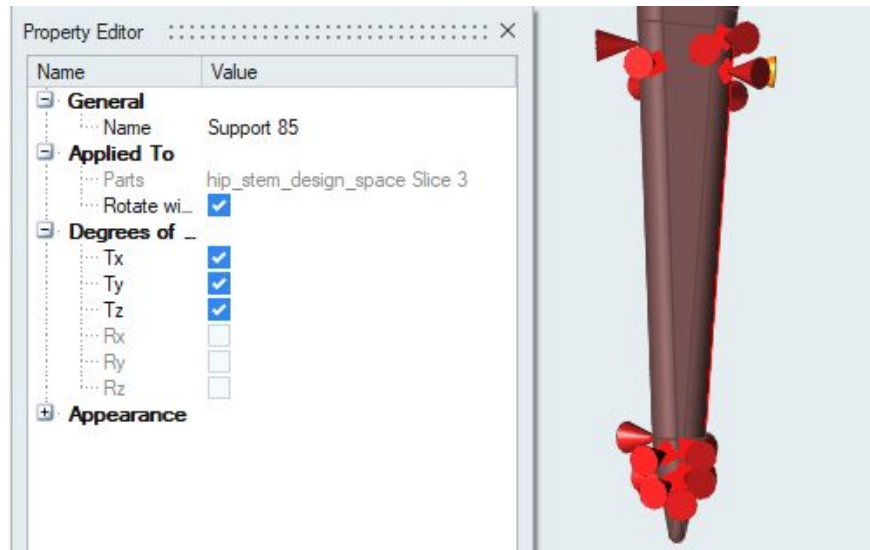 Property Editor
Name Value
General
Name Support 85
Applied To
Parts hip_stem_design_space Slice 3
Rotate wi...
Degrees of ...
Tx
Ty
Tz
Rx
Ry
Rz
Appearance